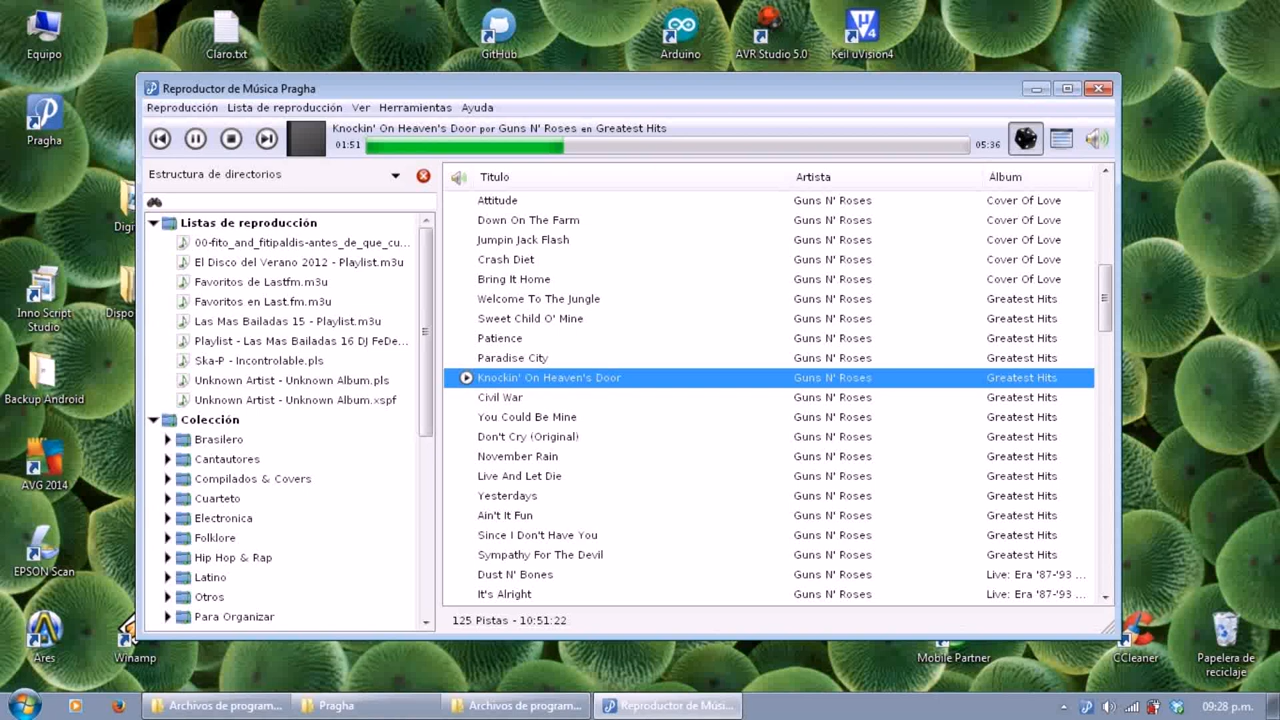 Equipo
Claro.txt
GitHub
Arduino
AVR Studio 5.0
Keil uVision4
Pragha
Reproductor de Música Pragha
Reproducción Lista de reproducción Ver Herramientas Ayuda
Knockin' On Heaven's Door por Guns N' Roses en Greatest Hits
01:51
05:36
Estructura de directorios
Listas de reproducción
00-fito_and_fitipaldis-antes_de_que_cu...
El Disco del Verano 2012 - Playlist.m3u
Favoritos de Lastfm.m3u
Favoritos en Last.fm.m3u
Las Mas Bailadas 15 - Playlist.m3u
Playlist - Las Mas Bailadas 16 DJ FeDe...
Ska-P - Incontrolable.pls
Unknown Artist - Unknown Album.pls
Unknown Artist - Unknown Album.xspf
Colección
Brasilero
Cantautores
Compilados & Covers
Cuarteto
Electronica
Folklore
Hip Hop & Rap
Latino
Otros
Para Organizar
Titulo Artista Álbum
Attitude Guns N' Roses Cover Of Love
Down On The Farm Guns N' Roses Cover Of Love
Jumpin Jack Flash Guns N' Roses Cover Of Love
Crash Diet Guns N' Roses Cover Of Love
Bring It Home Guns N' Roses Cover Of Love
Welcome To The Jungle Guns N' Roses Greatest Hits
Sweet Child O' Mine Guns N' Roses Greatest Hits
Patience Guns N' Roses Greatest Hits
Paradise City Guns N' Roses Greatest Hits
Knockin' On Heaven's Door Guns N' Roses Greatest Hits
Civil War Guns N' Roses Greatest Hits
You Could Be Mine Guns N' Roses Greatest Hits
Don't Cry (Original) Guns N' Roses Greatest Hits
November Rain Guns N' Roses Greatest Hits
Live And Let Die Guns N' Roses Greatest Hits
Yesterdays Guns N' Roses Greatest Hits
Ain't It Fun Guns N' Roses Greatest Hits
Since I Don't Have You Guns N' Roses Greatest Hits
Sympathy For The Devil Guns N' Roses Greatest Hits
Dust N' Bones Guns N' Roses Live: Era '87-'93 ...
It's Alright Guns N' Roses Live: Era '87-'93 ...
125 Pistas - 10:51:22
Digi
Inno Script
Studio
Dispo
Backup Android
AVG 2014
EPSON Scan
Ares
Winamp
Mobile Partner
CCleaner
Papelera de
reciclaje
Archivos de program...
Pragha
Archivos de program...
Reproductor de Músi...
09:28 p.m.